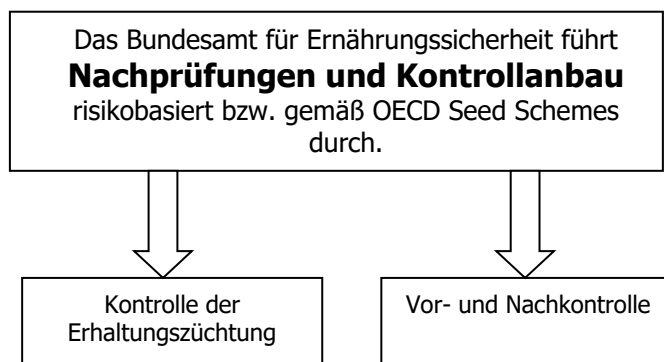 Das Bundesamt für Ernährungssicherheit führt
Nachprüfungen und Kontrollanbau
risikobasiert bzw. gemäß OECD Seed Schemes
durch.
Kontrolle der
Erhaltungszüchtung
Vor- und Nachkontrolle